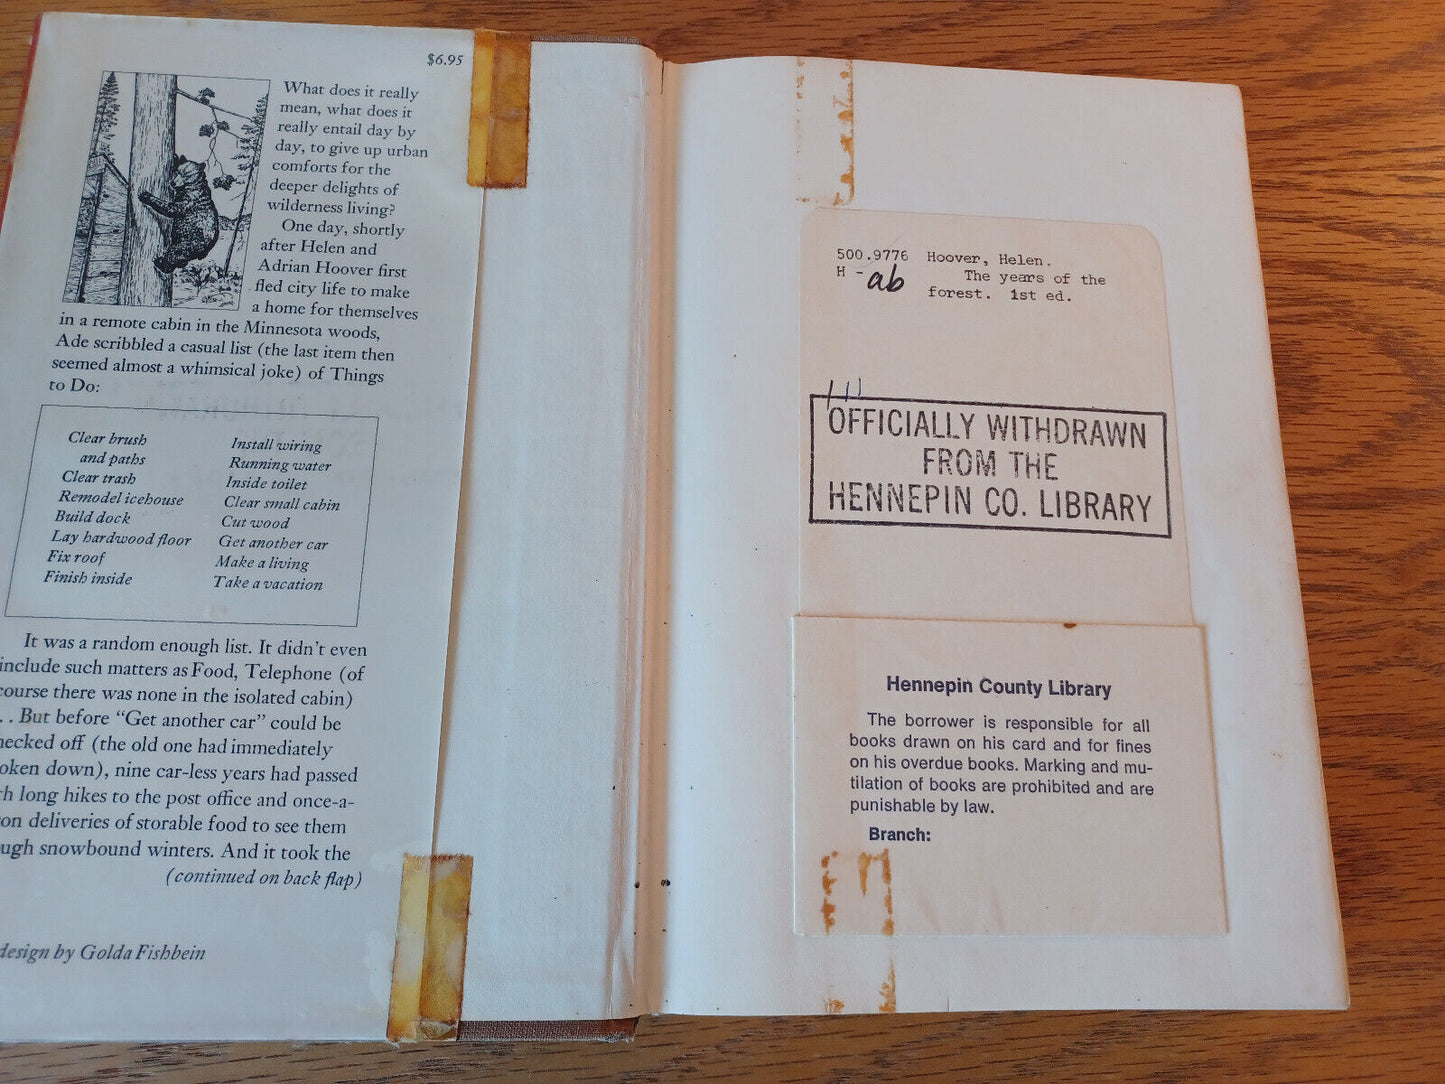 $6.95
What does it really
mean, what does it
really entail day by
day, to give up urban
comforts for the
deeper delights of
wilderness living?
One day, shortly
after Helen and
Adrian Hoover first
fled city life to make
a home for themselves
in a remote cabin in the Minnesota woods,
Ade scribbled a casual list (the last item then
seemed almost a whimsical joke) of Things
to Do:
Clear brush
and paths
Clear trash
Remodel icehouse
Build dock
Lay hardwood floor
Fix roof
Finish inside
Install wiring
Running water
Inside toilet
Clear small cabin
Cut wood
Get another car
Make a living
Take a vacation
It was a random enough list. It didn't even
include such matters as Food, Telephone (of
course there was none in the isolated cabin)
. . But before "Get another car" could be
hecked off (the old one had immediately
oken down), nine car-less years had passed
th long hikes to the post office and once-a-
on deliveries of storable food to see them
ugh snowbound winters. And it took the
(continued on back flap)
design by Golda Fishbein
500.9776 Hoover, Helen.
H - ab The years of the
forest. 1st ed.
OFFICIALLY WITHDRAWN
FROM THE
HENNEPIN CO. LIBRARY
Hennepin County Library
The borrower is responsible for all
books drawn on his card and for fines
on his overdue books. Marking and mu-
tilation of books are prohibited and are
punishable by law.
Branch: